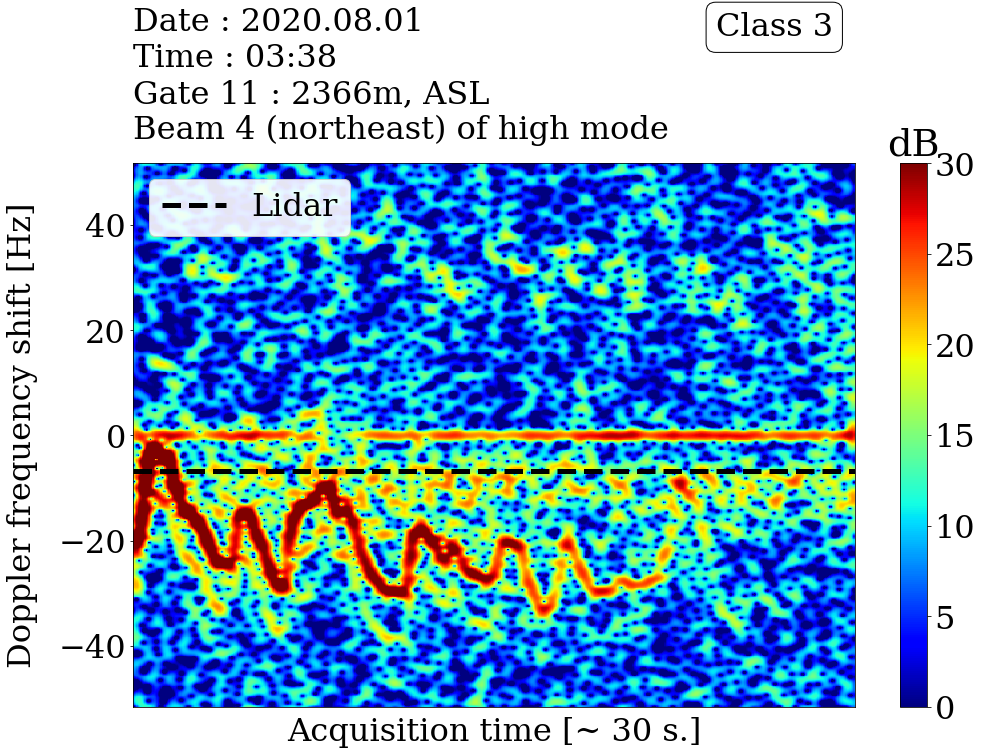 Date : 2020.08.01
Time : 03:38
Gate 11 : 2366m, ASL
Beam 4 (northeast) of high mode
Class 3
dB
Lidar
Doppler frequency shift [Hz]
40
20
0
−20
−40
30
25
20
15
10
5
0
Acquisition time [~ 30 s.]